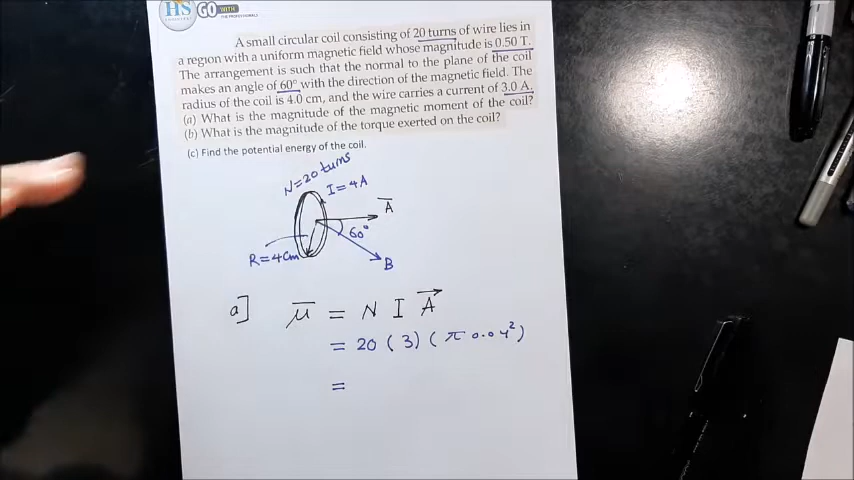 HS
GO WITH
THE PROFESSIONALS
A small circular coil consisting of 20 turns of wire lies in
a region with a uniform magnetic field whose magnitude is 0.50 T.
The arrangement is such that the normal to the plane of the coil
makes an angle of 60° with the direction of the magnetic field. The
radius of the coil is 4.0 cm, and the wire carries a current of 3.0 A.
(a) What is the magnitude of the magnetic moment of the coil?
(b) What is the magnitude of the torque exerted on the coil?
(c) Find the potential energy of the coil.
N=20 turns
I=4A
A
60°
R=4Cm
B
a] μ = N I A
= 20 (3) ( π 0.04²)
=